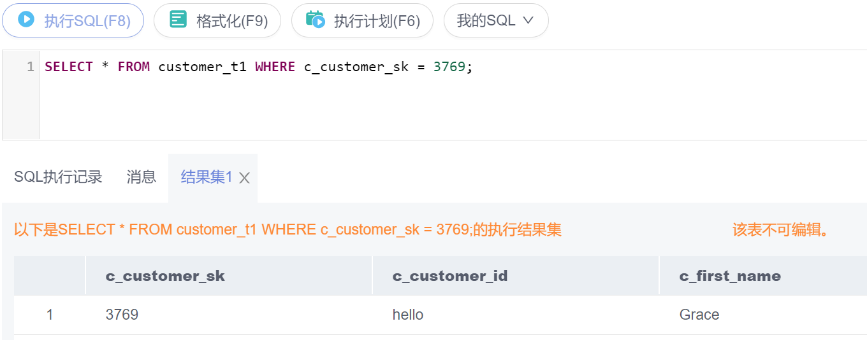 执行SQL(F8) 格式化(F9) 执行计划(F6) 我的SQL
1 SELECT * FROM customer_t1 WHERE c_customer_sk = 3769;
SQL执行记录 消息 结果集1
以下是SELECT * FROM customer_t1 WHERE c_customer_sk = 3769;的执行结果集 该表不可编辑。
c_customer_sk c_customer_id c_first_name
1 3769 hello Grace